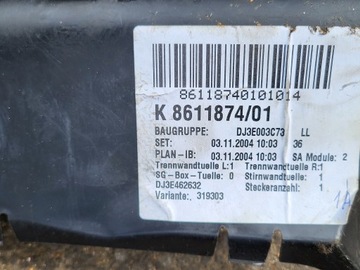 86118740101014
K 8611874/01
BAUGRUPPE: DJ3E003C73 LL
SET: 03.11.2004 10:03 36
PLAN-IB: 03.11.2004 10:03 SA Module: 2
Trennwandtuelle L:1 Trennwandtuelle R:1
SG-Box-Tuelle: 0 Stirnwandtuelle: 1
DJ3E462632 Steckeranzahl: 1
Variante: 319303